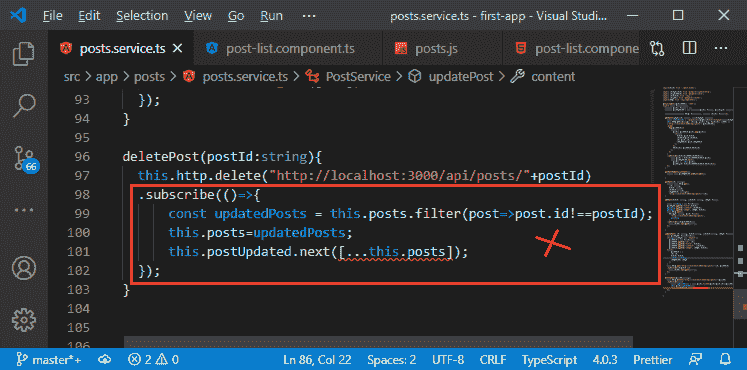 File Edit Selection View Go Run ··· posts.service.ts - first-app - Visual Studi...
posts.service.ts post-list.component.ts posts.js post-list.compone ···
src > app > posts > posts.service.ts > PostService > updatePost > content
93 });
94 }
95
96 deletePost(postId:string){
97 this.http.delete("http://localhost:3000/api/posts/"+postId)
98 .subscribe(()=>{
99 const updatedPosts = this.posts.filter(post=>post.id!==postId);
100 this.posts=updatedPosts;
101 this.postUpdated.next([...this.posts]);
102 });
103 }
104
105
106
66
master*+ 2 0 Ln 86, Col 22 Spaces: 2 UTF-8 CRLF TypeScript 4.0.3 Prettier